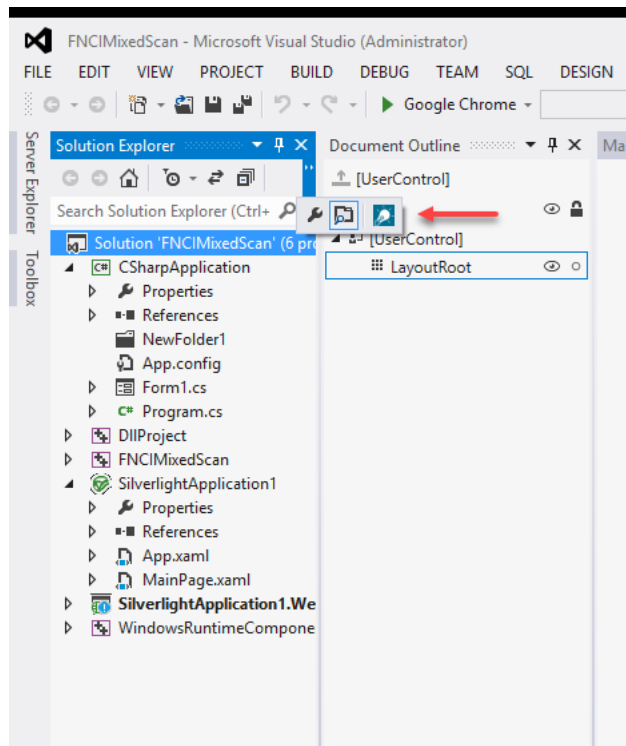 FNCIMixedScan - Microsoft Visual Studio (Administrator)
FILE EDIT VIEW PROJECT BUILD DEBUG TEAM SQL DESIGN
Google Chrome
Server Explorer
Toolbox
Solution Explorer
Search Solution Explorer (Ctrl+
Solution 'FNCIMixedScan' (6 pro
C# CSharpApplication
Properties
References
NewFolder1
App.config
Form1.cs
C# Program.cs
DllProject
FNCIMixedScan
SilverlightApplication1
Properties
References
App.xaml
MainPage.xaml
SilverlightApplication1.We
WindowsRuntimeCompone
Document Outline
[UserControl]
[UserControl]
LayoutRoot
Ma